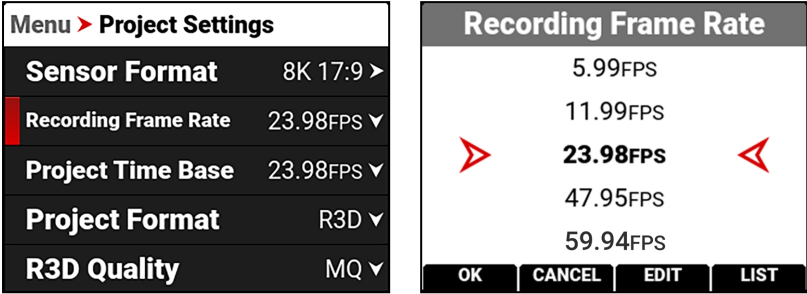 Menu > Project Settings
Sensor Format 8K 17:9
Recording Frame Rate 23.98FPS
Project Time Base 23.98FPS
Project Format R3D
R3D Quality MQ
Recording Frame Rate
5.99FPS
11.99FPS
23.98FPS
47.95FPS
59.94FPS
OK CANCEL EDIT LIST